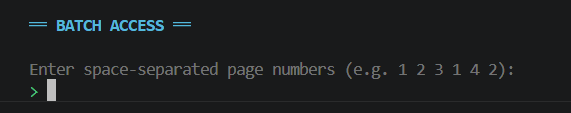 == BATCH ACCESS ==
Enter space-separated page numbers (e.g. 1 2 3 1 4 2):
>